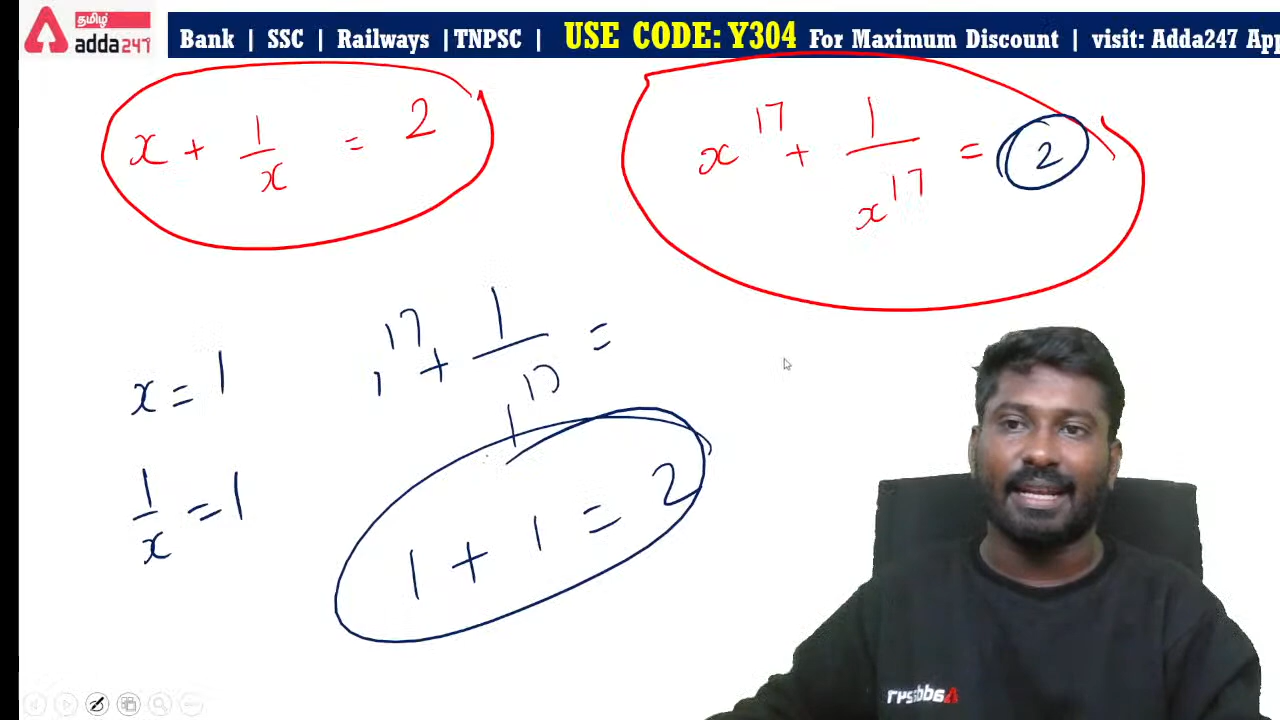 தமிழ்
adda247
Bank | SSC | Railways |TNPSC | USE CODE: Y304 For Maximum Discount | visit: Adda247 App
x + 1/x = 2
x^17 + 1/x^17 = 2
x = 1
1^17 + 1/1^17 =
1/x = 1
1 + 1 = 2
adda247